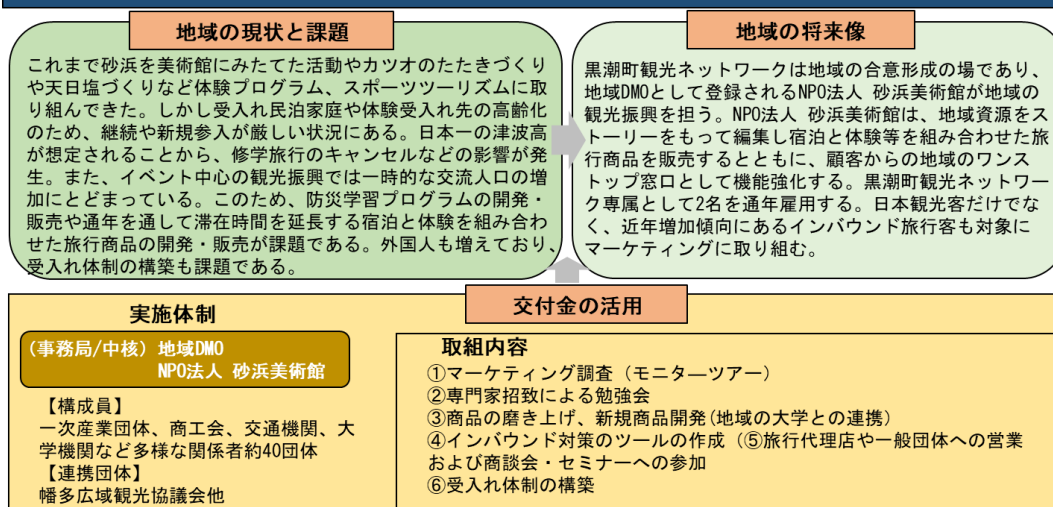 地域の現状と課題
これまで砂浜を美術館にみたてた活動やカツオのたたきづくり
や天日塩づくりなど体験プログラム、スポーツツーリズムに取
り組んできた。しかし受入れ民泊家庭や体験受入れ先の高齢化
のため、継続や新規参入が厳しい状況にある。日本一の津波高
が想定されることから、修学旅行のキャンセルなどの影響が発
生。また、イベント中心の観光振興では一時的な交流人口の増
加にとどまっている。このため、防災学習プログラムの開発・
販売や通年を通して滞在時間を延長する宿泊と体験を組み合わ
せた旅行商品の開発・販売が課題である。外国人も増えており、
受入れ体制の構築も課題である。
地域の将来像
黒潮町観光ネットワークは地域の合意形成の場であり、
地域DMOとして登録されるNPO法人 砂浜美術館が地域の
観光振興を担う。NPO法人 砂浜美術館は、地域資源をス
トーリーをもって編集し宿泊と体験等を組み合わせた旅
行商品を販売するとともに、顧客からの地域のワンス
トップ窓口として機能強化する。黒潮町観光ネットワー
ク専属として2名を通年雇用する。日本観光客だけでな
く、近年増加傾向にあるインバウンド旅行客も対象に
マーケティングに取り組む。
交付金の活用
実施体制
(事務局/中核) 地域DMO
NPO法人 砂浜美術館
【構成員】
一次産業団体、商工会、交通機関、大
学機関など多様な関係者約40団体
【連携団体】
幡多広域観光協議会他
取組内容
①マーケティング調査（モニタ―ツアー）
②専門家招致による勉強会
③商品の磨き上げ、新規商品開発(地域の大学との連携)
④インバウンド対策のツールの作成（⑤旅行代理店や一般団体への営業
および商談会・セミナーへの参加
⑥受入れ体制の構築